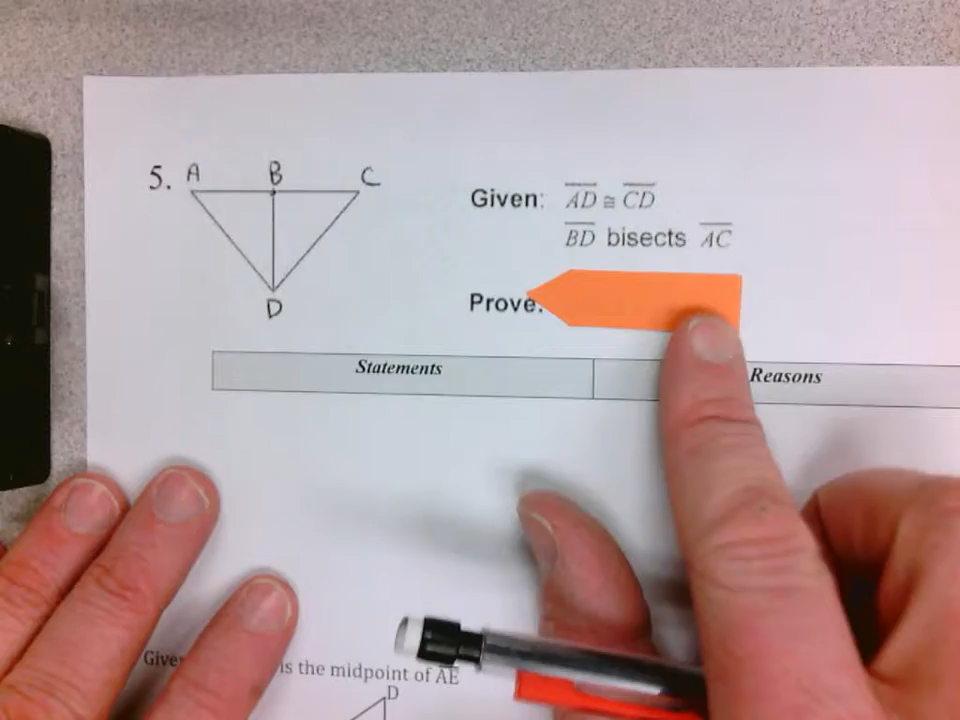 5. A B C
D
Given: AD ≅ CD
BD bisects AC
Prove:
Statements Reasons
is the midpoint of AE
D